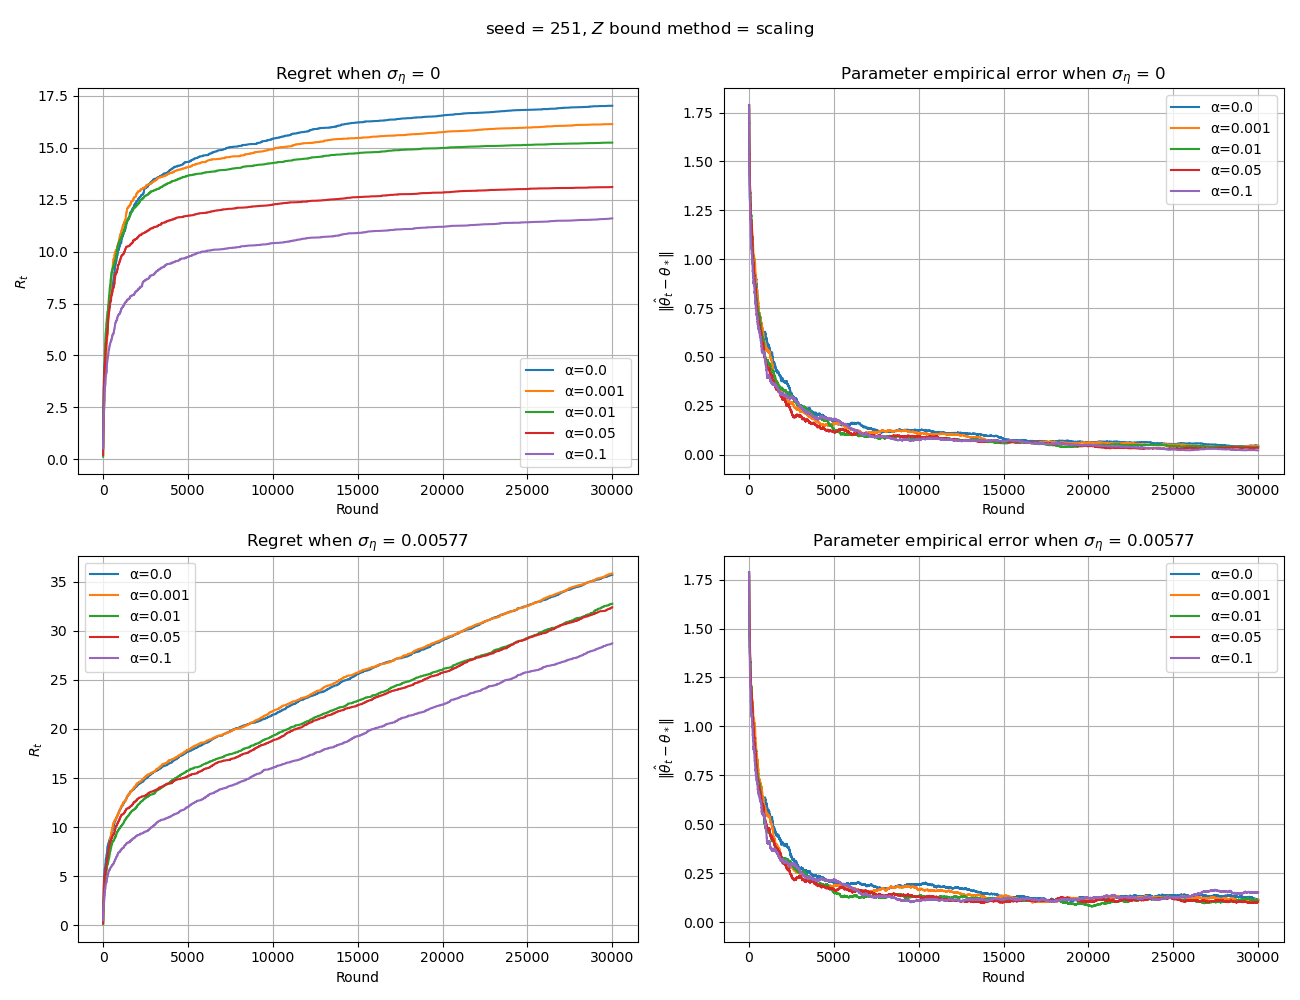 seed = 251, Z bound method = scaling
Regret when σ_η = 0
17.5
15.0
12.5
10.0
7.5
5.0
2.5
0.0
R_t
0 5000 10000 15000 20000 25000 30000
Round
α=0.0
α=0.001
α=0.01
α=0.05
α=0.1
Parameter empirical error when σ_η = 0
1.75
1.50
1.25
1.00
0.75
0.50
0.25
0.00
‖θ̂_t − θ_*‖
0 5000 10000 15000 20000 25000 30000
Round
α=0.0
α=0.001
α=0.01
α=0.05
α=0.1
Regret when σ_η = 0.00577
35
30
25
20
15
10
5
0
R_t
0 5000 10000 15000 20000 25000 30000
Round
α=0.0
α=0.001
α=0.01
α=0.05
α=0.1
Parameter empirical error when σ_η = 0.00577
1.75
1.50
1.25
1.00
0.75
0.50
0.25
0.00
‖θ̂_t − θ_*‖
0 5000 10000 15000 20000 25000 30000
Round
α=0.0
α=0.001
α=0.01
α=0.05
α=0.1